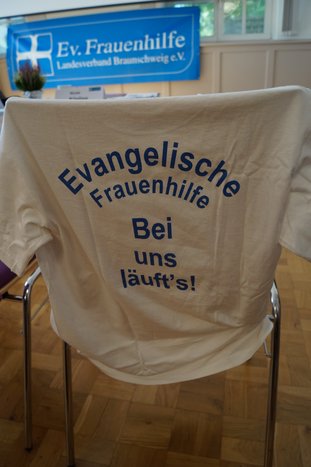 Ev. Frauenhilfe
Landesverband Braunschweig e.V.
Evangelische
Frauenhilfe
Bei
uns
läuft's!